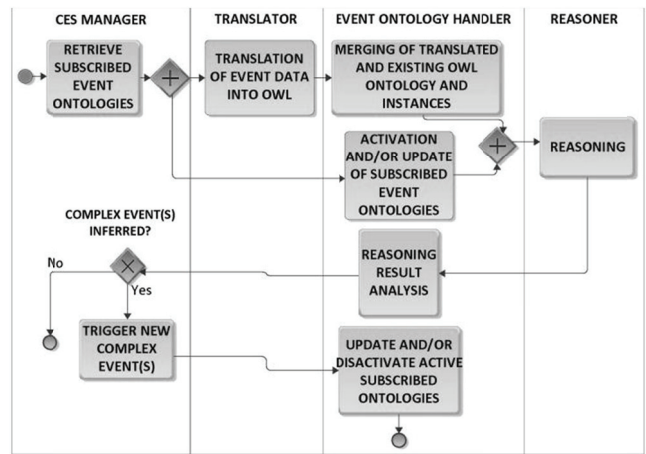 CES MANAGER
TRANSLATOR
EVENT ONTOLOGY HANDLER
REASONER
RETRIEVE
SUBSCRIBED
EVENT
ONTOLOGIES
TRANSLATION
OF EVENT DATA
INTO OWL
MERGING OF TRANSLATED
AND EXISTING OWL
ONTOLOGY AND
INSTANCES
ACTIVATION
AND/OR UPDATE
OF SUBSCRIBED
EVENT
ONTOLOGIES
REASONING
COMPLEX EVENT(S)
INFERRED?
No
Yes
REASONING
RESULT
ANALYSIS
TRIGGER NEW
COMPLEX
EVENT(S)
UPDATE AND/OR
DISACTIVATE ACTIVE
SUBSCRIBED
ONTOLOGIES